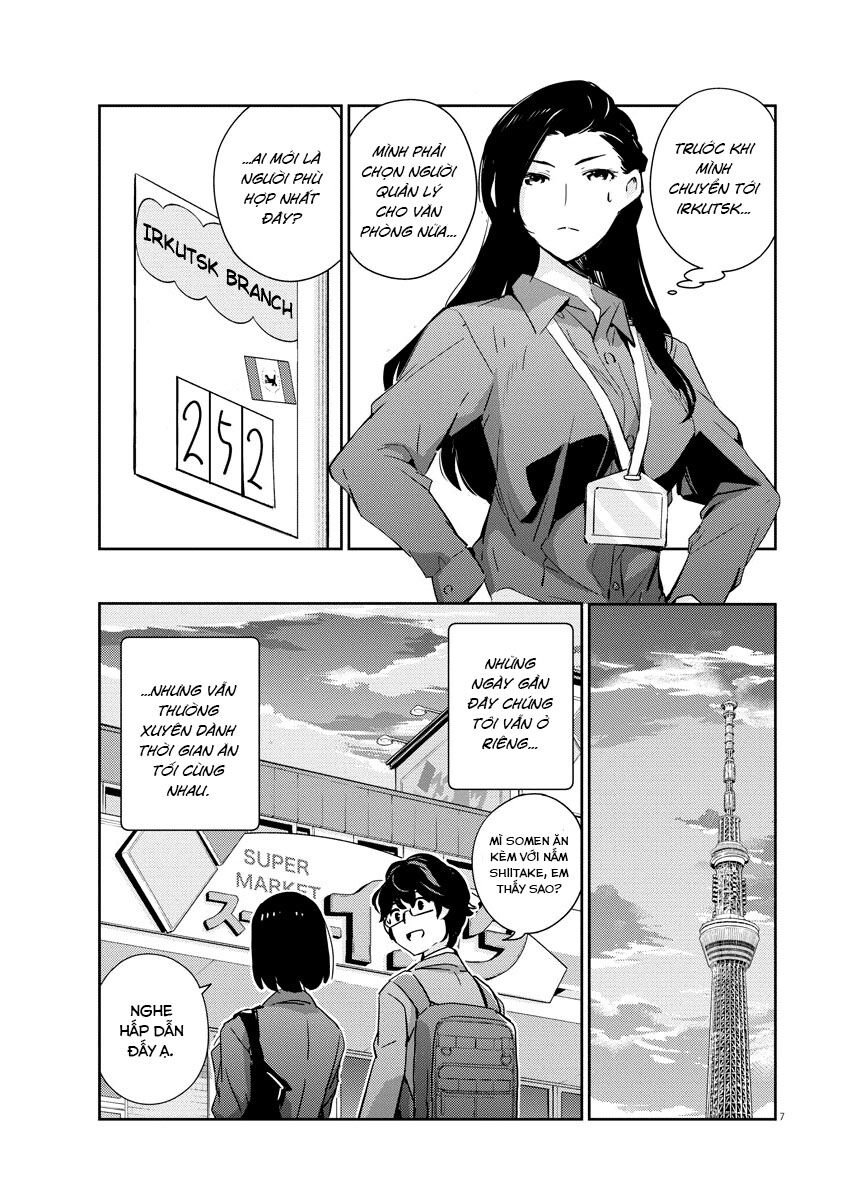 TRƯỚC KHI
MÌNH
CHUYỂN TỚI
IRKUTSK...
MÌNH PHẢI
CHỌN NGƯỜI
QUẢN LÝ
CHO VĂN
PHÒNG NỮA...
...AI MỚI LÀ
NGƯỜI PHÙ
HỢP NHẤT
ĐÂY?
IRKUTSK BRANCH
252
NHỮNG
NGÀY GẦN
ĐÂY CHÚNG
TỚI VẪN Ở
RIÊNG...
...NHƯNG VẪN
THƯỜNG
XUYÊN DÀNH
THỜI GIAN ĂN
TỐI CÙNG
NHAU.
MÌ SOMEN ĂN
KÈM VỚI NẤM
SHIITAKE, EM
THẤY SAO?
SUPER
MARKET
NGHE
HẤP DẪN
ĐẤY Ạ.
7